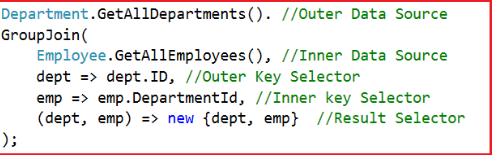 Department.GetAllDepartments(). //Outer Data Source
GroupJoin(
Employee.GetAllEmployees(), //Inner Data Source
dept => dept.ID, //Outer Key Selector
emp => emp.DepartmentId, //Inner key Selector
(dept, emp) => new {dept, emp} //Result Selector
);